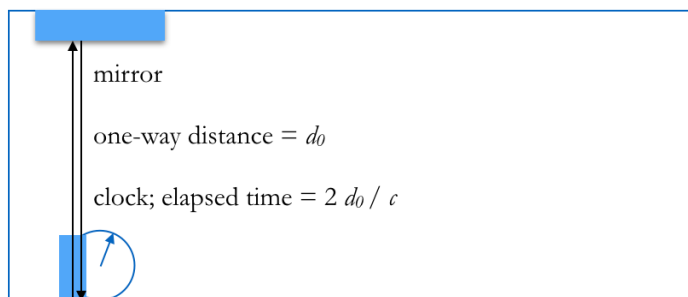 mirror
one-way distance = d₀
clock; elapsed time = 2 d₀ / c